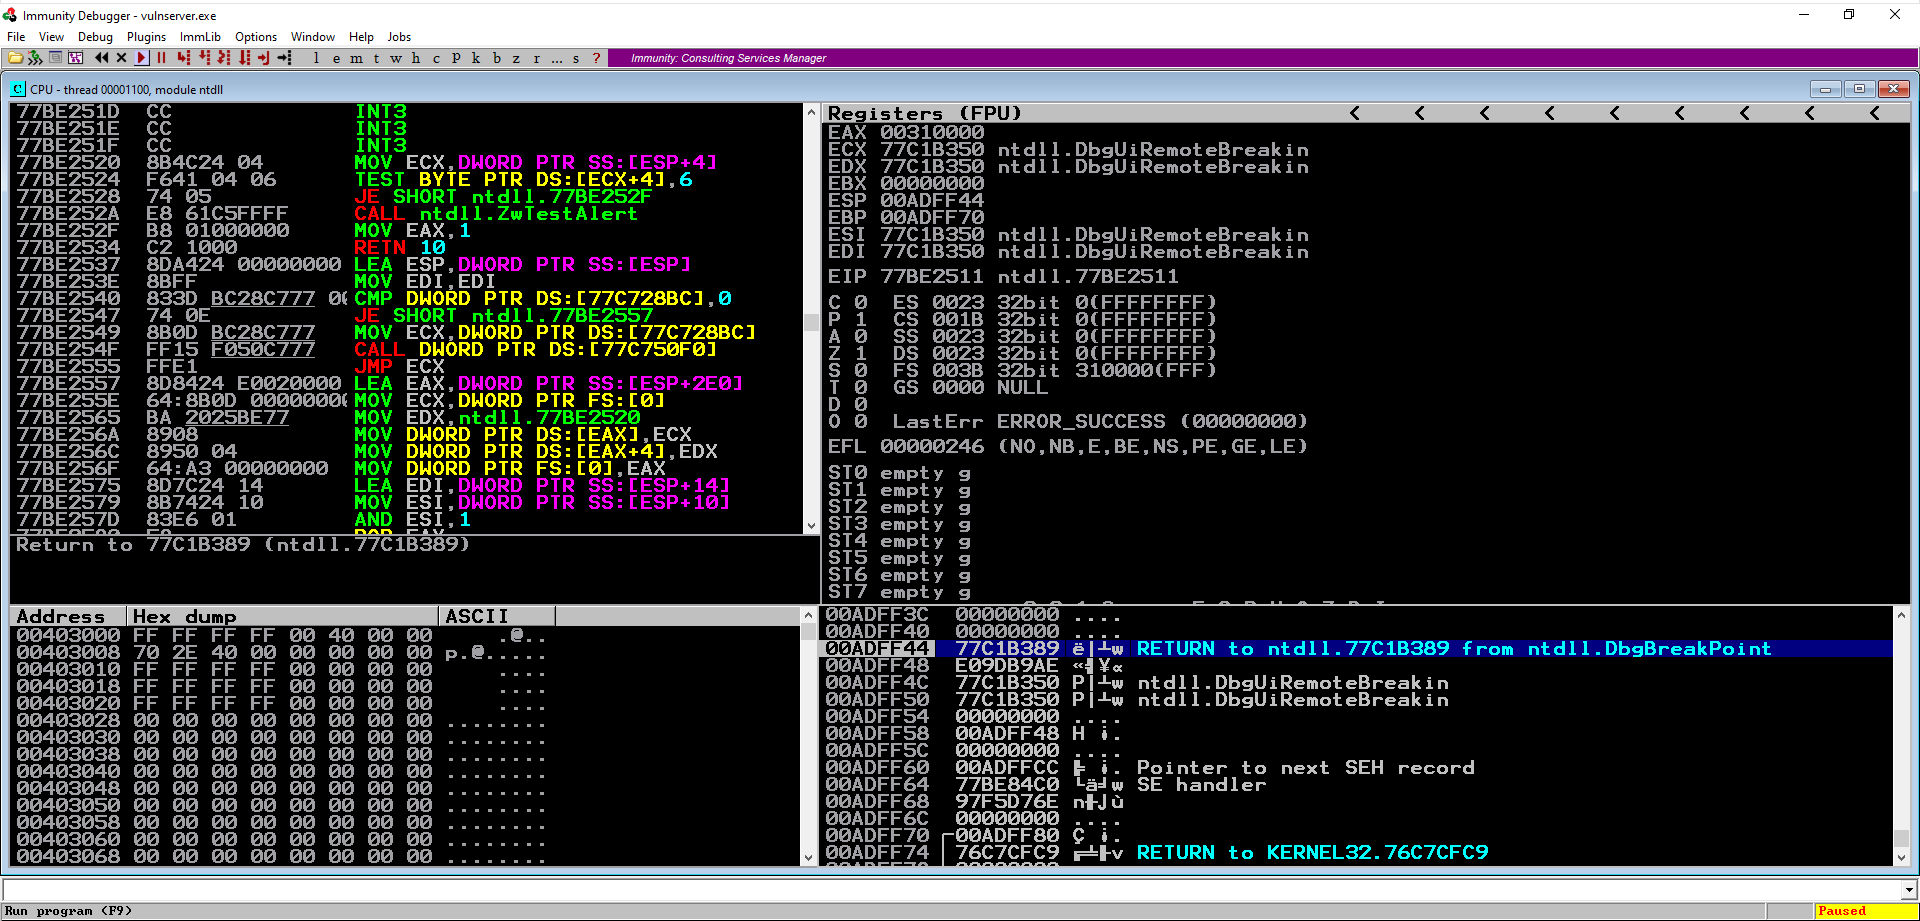 Immunity Debugger - vulnserver.exe
File View Debug Plugins ImmLib Options Window Help Jobs
l e m t w h c P k b z r ... s ? Immunity: Consulting Services Manager
CPU - thread 00001100, module ntdll
77BE251D CC INT3
77BE251E CC INT3
77BE251F CC INT3
77BE2520 8B4C24 04 MOV ECX,DWORD PTR SS:[ESP+4]
77BE2524 F641 04 06 TEST BYTE PTR DS:[ECX+4],6
77BE2528 74 05 JE SHORT ntdll.77BE252F
77BE252A E8 61C5FFFF CALL ntdll.ZwTestAlert
77BE252F B8 01000000 MOV EAX,1
77BE2534 C2 1000 RETN 10
77BE2537 8DA424 00000000 LEA ESP,DWORD PTR SS:[ESP]
77BE253E 8BFF MOV EDI,EDI
77BE2540 833D BC28C777 00 CMP DWORD PTR DS:[77C728BC],0
77BE2547 74 0E JE SHORT ntdll.77BE2557
77BE2549 8B0D BC28C777 MOV ECX,DWORD PTR DS:[77C728BC]
77BE254F FF15 F050C777 CALL DWORD PTR DS:[77C750F0]
77BE2555 FFE1 JMP ECX
77BE2557 8D8424 E0020000 LEA EAX,DWORD PTR SS:[ESP+2E0]
77BE255E 64:8B0D 00000000 MOV ECX,DWORD PTR FS:[0]
77BE2565 BA 2025BE77 MOV EDX,ntdll.77BE2520
77BE256A 8908 MOV DWORD PTR DS:[EAX],ECX
77BE256C 8950 04 MOV DWORD PTR DS:[EAX+4],EDX
77BE256F 64:A3 00000000 MOV DWORD PTR FS:[0],EAX
77BE2575 8D7C24 14 LEA EDI,DWORD PTR SS:[ESP+14]
77BE2579 8B7424 10 MOV ESI,DWORD PTR SS:[ESP+10]
77BE257D 83E6 01 AND ESI,1
Return to 77C1B389 (ntdll.77C1B389)
Registers (FPU) < < < < < < < < <
EAX 00310000
ECX 77C1B350 ntdll.DbgUiRemoteBreakin
EDX 77C1B350 ntdll.DbgUiRemoteBreakin
EBX 00000000
ESP 00ADFF44
EBP 00ADFF70
ESI 77C1B350 ntdll.DbgUiRemoteBreakin
EDI 77C1B350 ntdll.DbgUiRemoteBreakin
EIP 77BE2511 ntdll.77BE2511
C 0 ES 0023 32bit 0(FFFFFFFF)
P 1 CS 001B 32bit 0(FFFFFFFF)
A 0 SS 0023 32bit 0(FFFFFFFF)
Z 1 DS 0023 32bit 0(FFFFFFFF)
S 0 FS 003B 32bit 310000(FFF)
T 0 GS 0000 NULL
D 0
O 0 LastErr ERROR_SUCCESS (00000000)
EFL 00000246 (NO,NB,E,BE,NS,PE,GE,LE)
ST0 empty g
ST1 empty g
ST2 empty g
ST3 empty g
ST4 empty g
ST5 empty g
ST6 empty g
ST7 empty g
Address Hex dump ASCII
00403000 FF FF FF FF 00 40 00 00 .@..
00403008 70 2E 40 00 00 00 00 00 p.@.....
00403010 FF FF FF FF 00 00 00 00 ....
00403018 FF FF FF FF 00 00 00 00 ....
00403020 FF FF FF FF 00 00 00 00 ....
00403028 00 00 00 00 00 00 00 00 ........
00403030 00 00 00 00 00 00 00 00 ........
00403038 00 00 00 00 00 00 00 00 ........
00403040 00 00 00 00 00 00 00 00 ........
00403048 00 00 00 00 00 00 00 00 ........
00403050 00 00 00 00 00 00 00 00 ........
00403058 00 00 00 00 00 00 00 00 ........
00403060 00 00 00 00 00 00 00 00 ........
00403068 00 00 00 00 00 00 00 00 ........
00ADFF3C 00000000 ....
00ADFF40 00000000 ....
00ADFF44 77C1B389 ë│┴w RETURN to ntdll.77C1B389 from ntdll.DbgBreakPoint
00ADFF48 E09DB9AE «╣¥α
00ADFF4C 77C1B350 P│┴w ntdll.DbgUiRemoteBreakin
00ADFF50 77C1B350 P│┴w ntdll.DbgUiRemoteBreakin
00ADFF54 00000000 ....
00ADFF58 00ADFF48 H ¡.
00ADFF5C 00000000 ....
00ADFF60 00ADFFCC ╠ ¡. Pointer to next SEH record
00ADFF64 77BE84C0 └ä╛w SE handler
00ADFF68 97F5D76E n╫⌡ù
00ADFF6C 00000000 ....
00ADFF70 00ADFF80 Ç ¡.
00ADFF74 76C7CFC9 ╔╧╟v RETURN to KERNEL32.76C7CFC9
Run program (F9) Paused